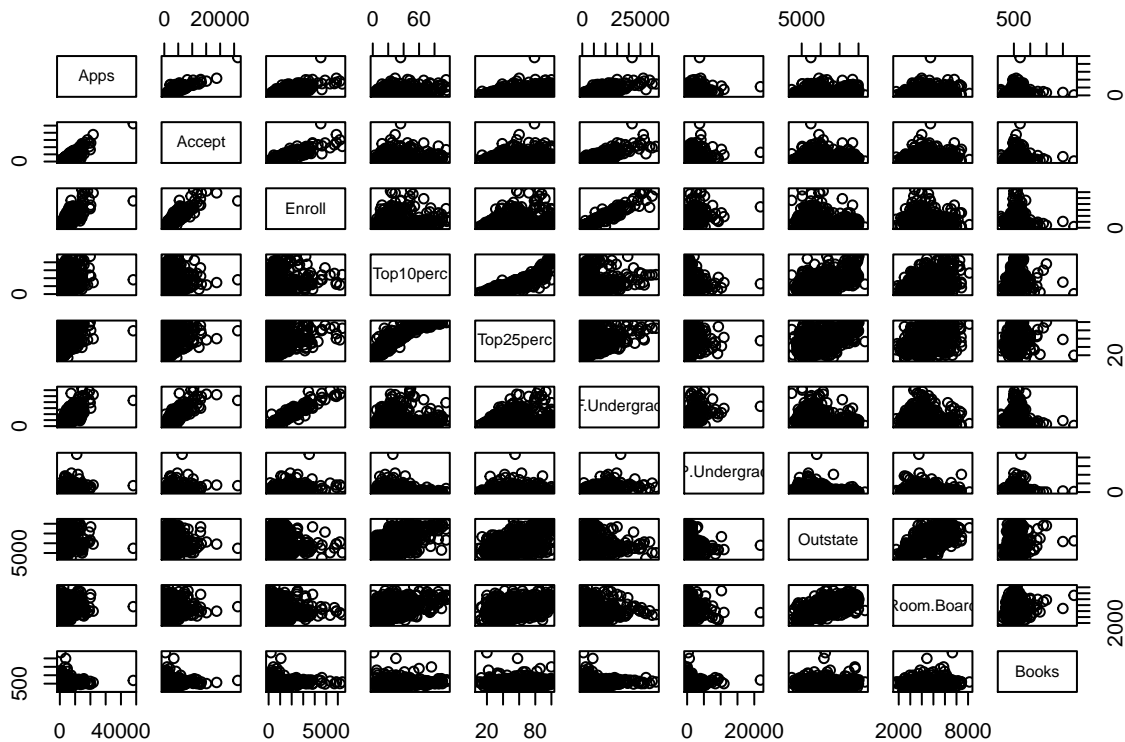 0 20000 0 60 0 25000 5000 500
Apps 0
0 Accept
Enroll 0
0 Top10perc
Top25perc 20
0 F.Undergrad
P.Undergrad 0
5000 Outstate
Room.Board 2000
500 Books
0 40000 0 5000 20 80 0 20000 2000 8000